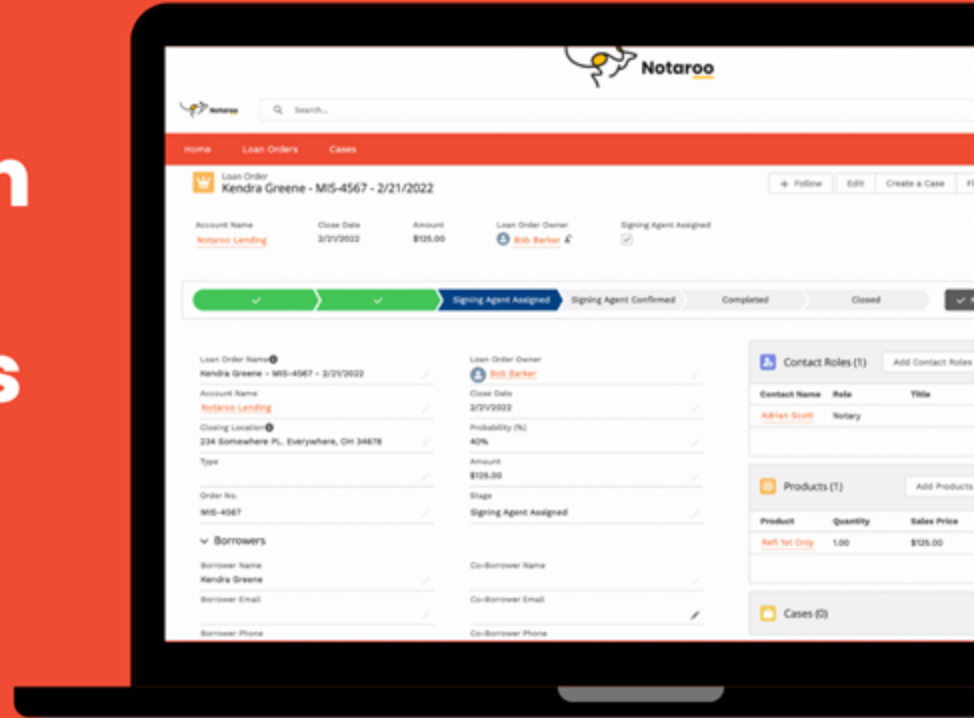 n
s
Notaroo
Notaroo
Search...
Home Loan Orders Cases
Loan Order
Kendra Greene - MIS-4567 - 2/21/2022
+ Follow Edit Create a Case
Account Name Close Date Amount Loan Order Owner Signing Agent Assigned
Notaroo Lending 2/21/2022 $125.00 Bob Barker
Signing Agent Assigned Signing Agent Confirmed Completed Closed
Loan Order Name Loan Order Owner
Kendra Greene - MIS-4567 - 2/21/2022 Bob Barker
Account Name Close Date
Notaroo Lending 2/21/2022
Closing Location Probability (%)
234 Somewhere PL. Everywhere, OH 34678 40%
Type Amount
$125.00
Order No. Stage
MIS-4567 Signing Agent Assigned
Borrowers
Borrower Name Co-Borrower Name
Kendra Greene
Borrower Email Co-Borrower Email
Borrower Phone Co-Borrower Phone
Contact Roles (1) Add Contact Roles
Contact Name Role Title
Adrian Scott Notary
Products (1) Add Products
Product Quantity Sales Price
Refi 1st Only 1.00 $125.00
Cases (0)